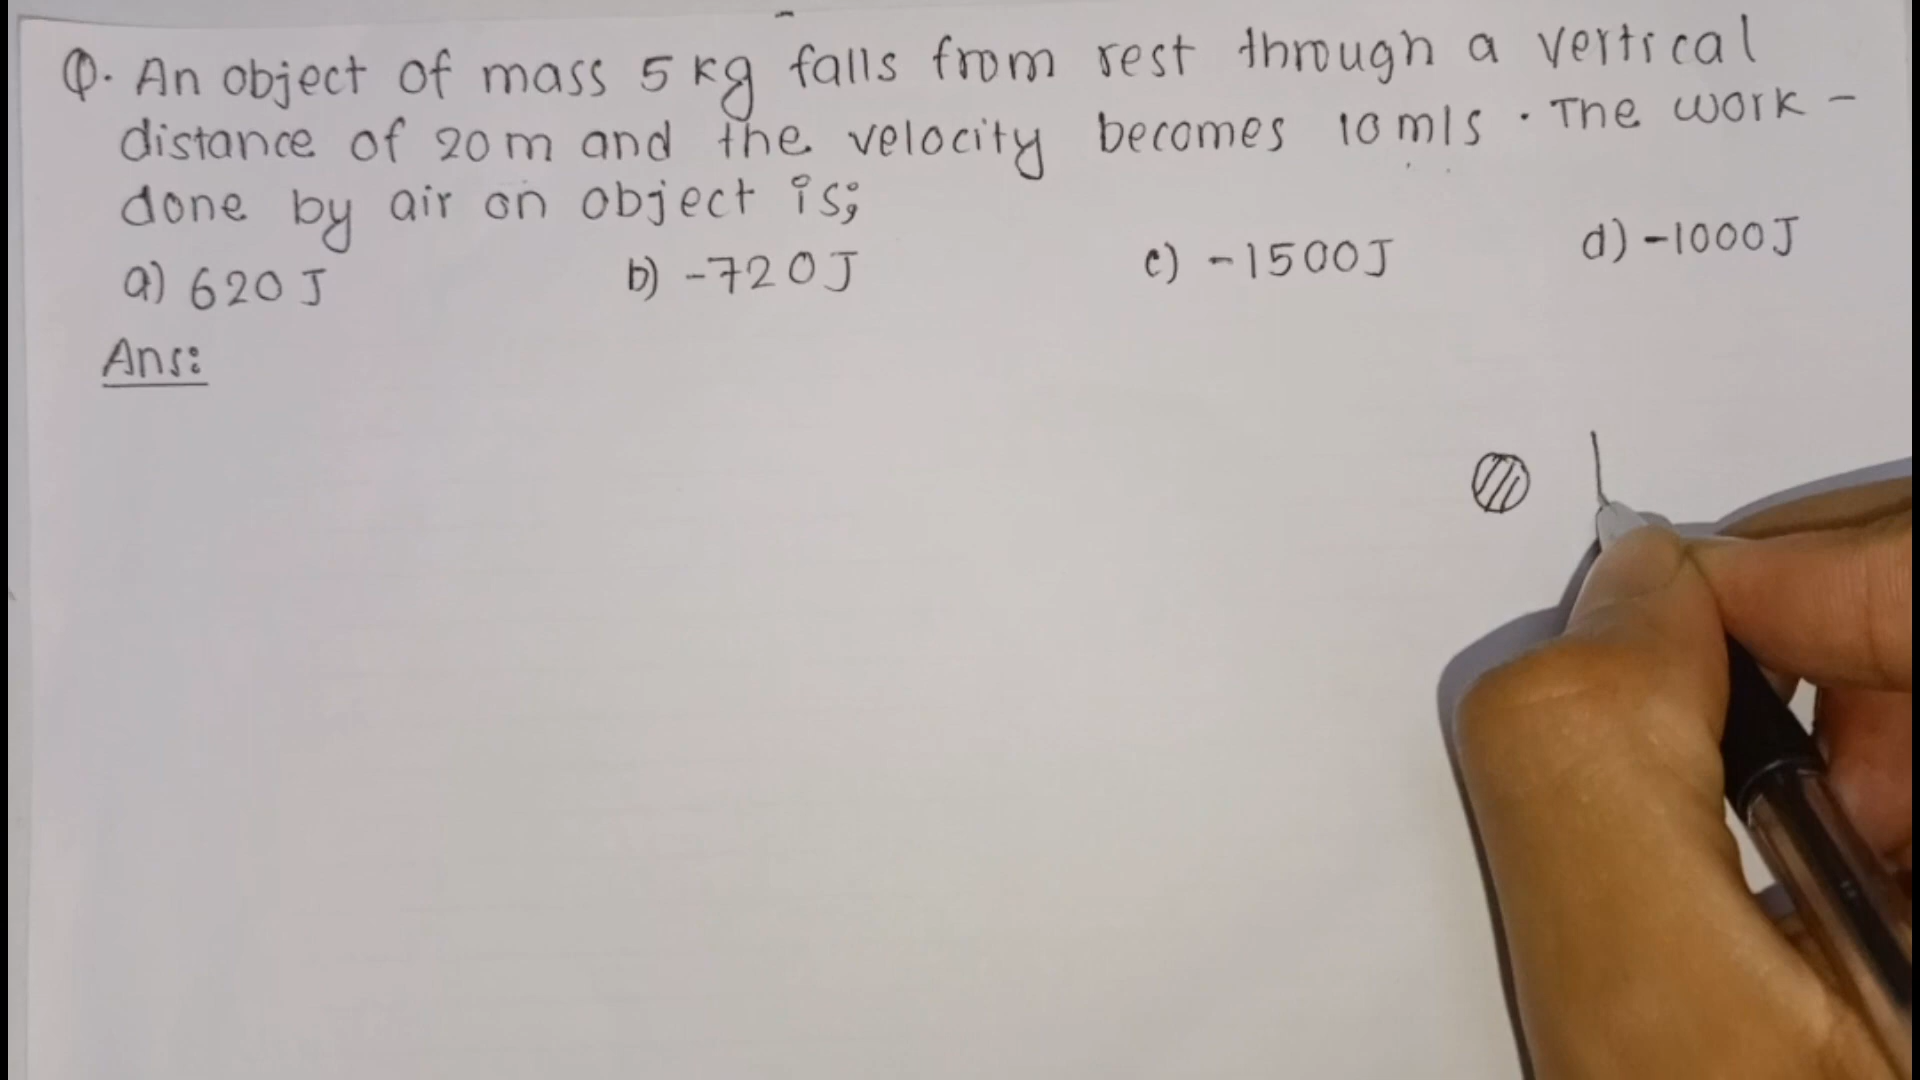 Q. An object of mass 5 kg falls from rest through a vertical
distance of 20 m and the velocity becomes 10 m/s. The work-
done by air on object is;
a) 620 J b) -720 J c) -1500 J d) -1000 J
Ans: